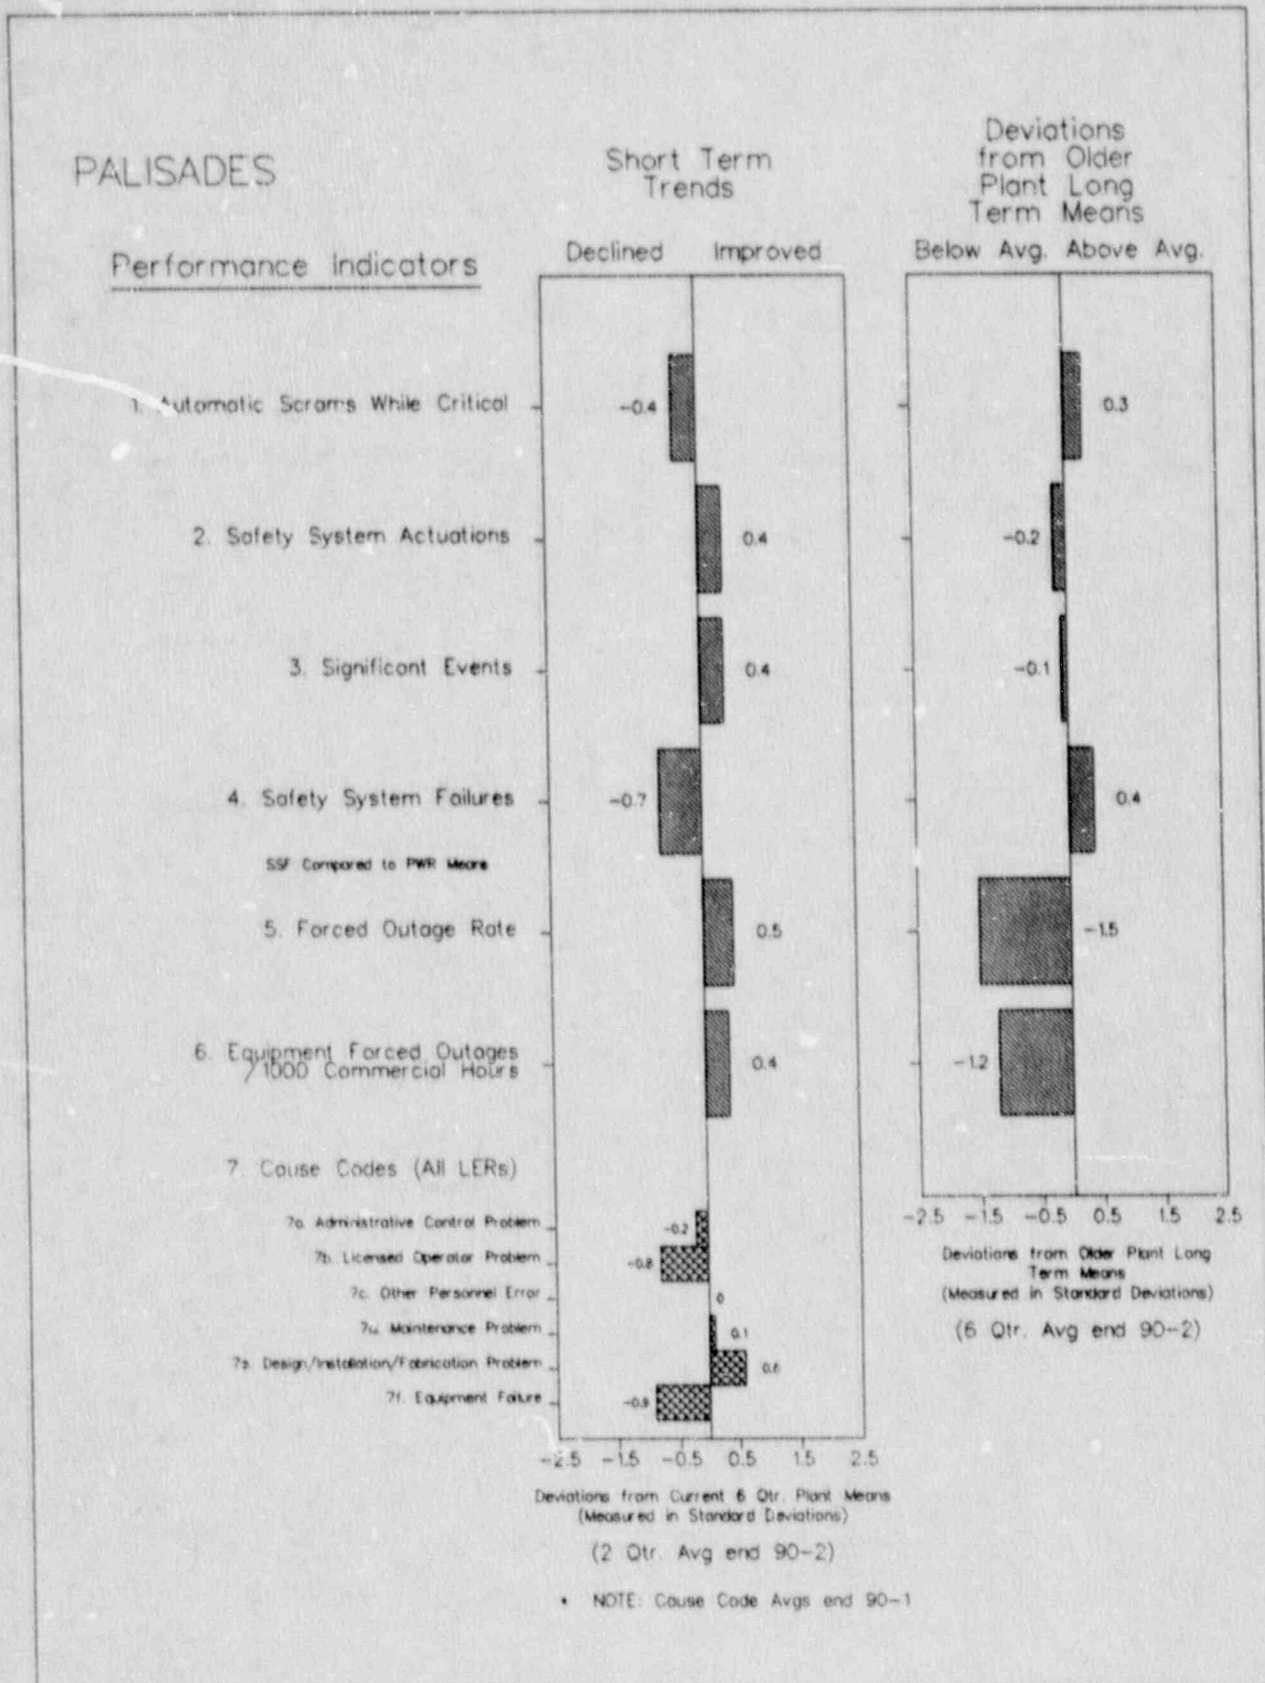 PALISADES
Performance Indicators
Short Term
Trends
Declined Improved
Deviations
from Older
Plant Long
Term Means
Below Avg. Above Avg.
1. Automatic Scrams While Critical
-0.4
0.3
2. Safety System Actuations
0.4
-0.2
3. Significant Events
0.4
-0.1
4. Safety System Failures
-0.7
0.4
SSF Compared to PWR Means
5. Forced Outage Rate
0.5
-1.5
6. Equipment Forced Outages
/1000 Commercial Hours
0.4
-1.2
7. Cause Codes (All LERs)
7a. Administrative Control Problem
-0.2
7b. Licensed Operator Problem
-0.8
7c. Other Personnel Error
0
Maintenance Problem
0.1
Design/Installation/Fabrication Problem
0.6
7f. Equipment Failure
-0.9
-2.5 -1.5 -0.5 0.5 1.5 2.5
Deviations from Current 6 Qtr. Plant Means
(Measured in Standard Deviations)
(2 Qtr. Avg end 90-2)
• NOTE: Cause Code Avgs end 90-1
-2.5 -1.5 -0.5 0.5 1.5 2.5
Deviations from Older Plant Long
Term Means
(Measured in Standard Deviations)
(6 Qtr. Avg end 90-2)